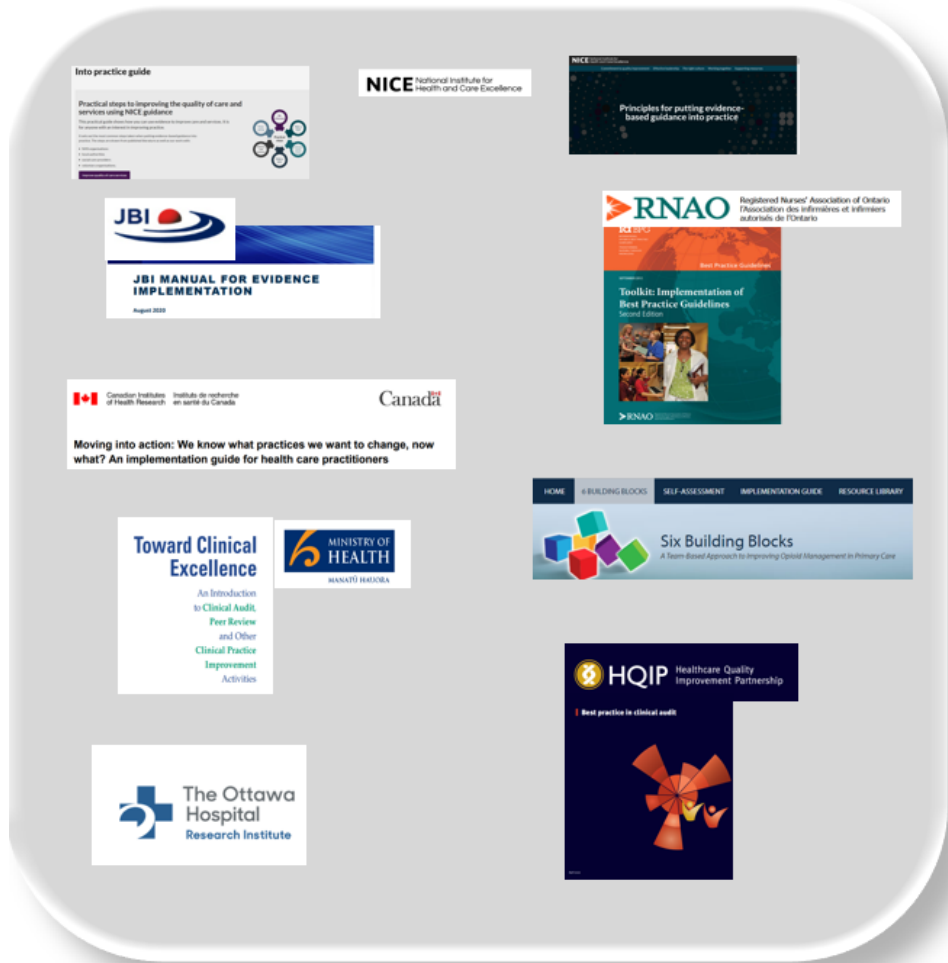 Into practice guide
Practical steps to improving the quality of care and
services using NICE guidance
NICE National Institute for
Health and Care Excellence
NICE
Principles for putting evidence-
based guidance into practice
JBI
JBI MANUAL FOR EVIDENCE
IMPLEMENTATION
August 2020
RNAO Registered Nurses' Association of Ontario
l'Association des infirmières et infirmiers
autorisés de l'Ontario
BPG
Best Practice Guidelines
Toolkit: Implementation of
Best Practice Guidelines
Second Edition
RNAO
Canadian Institutes Instituts de recherche
of Health Research en santé du Canada
Canada
Moving into action: We know what practices we want to change, now
what? An implementation guide for health care practitioners
HOME 6 BUILDING BLOCKS SELF-ASSESSMENT IMPLEMENTATION GUIDE RESOURCE LIBRARY
Six Building Blocks
A Team-Based Approach to Improving Opioid Management in Primary Care
Toward Clinical
Excellence
An Introduction
to Clinical Audit,
Peer Review
and Other
Clinical Practice
Improvement
Activities
MINISTRY OF
HEALTH
MANATŪ HAUORA
HQIP Healthcare Quality
Improvement Partnership
Best practice in clinical audit
The Ottawa
Hospital
Research Institute